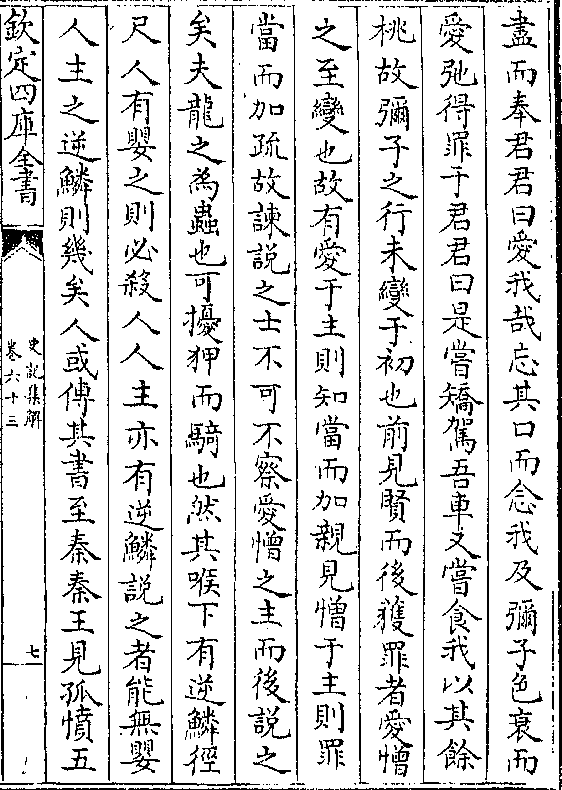 盡而奉君君曰愛我哉忘其口而念我及彌子色衰而
愛弛得罪于君君曰是嘗矯駕吾車又嘗食我以其餘
桃故彌子之行未變于初也前見賢而後獲罪者愛憎
之至變也故有愛于主則知當而加親見憎于主則罪
當而加疏故諫說之士不可不察愛憎之主而後說之
矣夫龍之為蟲也可擾狎而騎也然其喉下有逆鱗徑
尺人有嬰之則必殺人人主亦有逆鱗說之者能無嬰
人主之逆鱗則幾矣人或傳其書至秦秦王見孤憤五
欽定四庫全書
史記集解
卷六十三
七